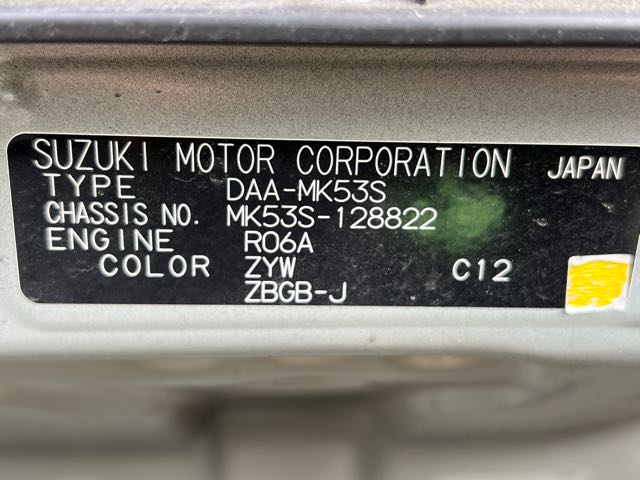 SUZUKI MOTOR CORPORATION JAPAN
TYPE DAA-MK53S
CHASSIS NO. MK53S-128822
ENGINE R06A
COLOR ZYW C12
ZBGB-J